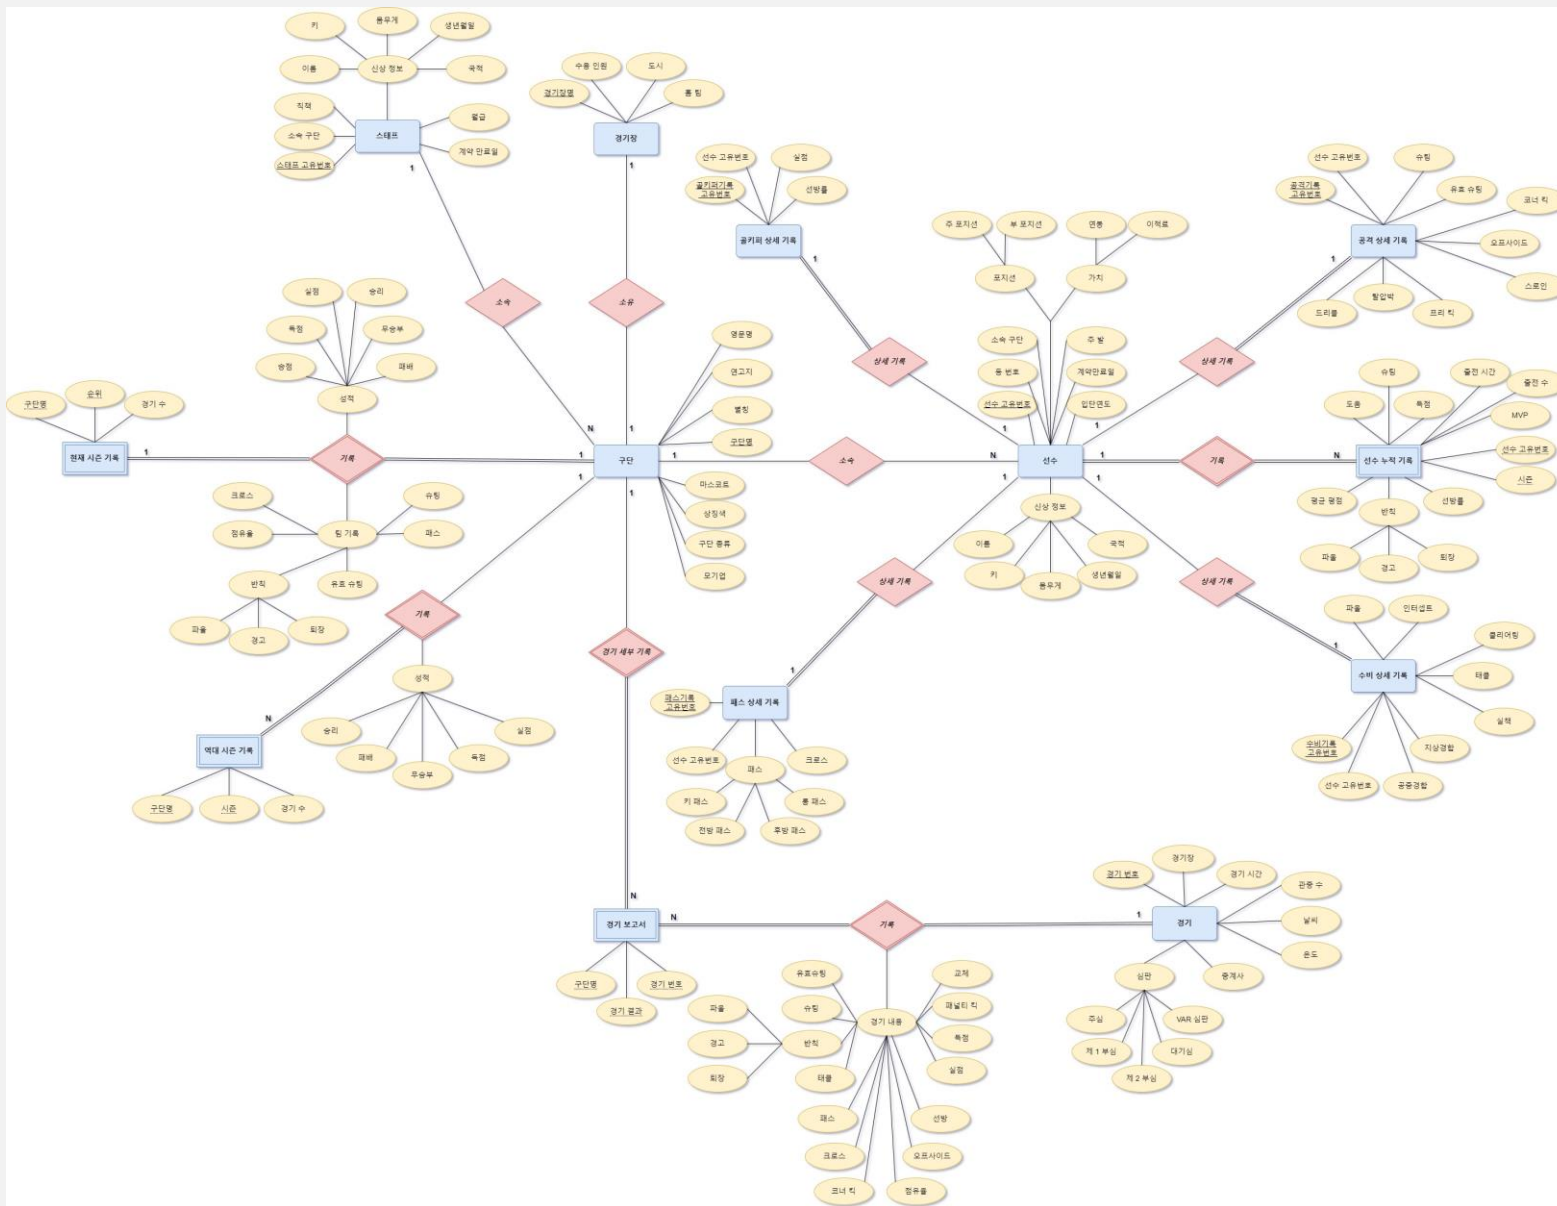 키
몸무게
생년월일
이름
신상 정보
국적
직책
소속 구단
스태프 고유번호
스태프
월급
계약 만료일
1
수용 인원
도시
경기장명
홈 팀
경기장
1
선수 고유번호
실점
골키퍼기록
고유번호
선방률
골키퍼 상세 기록
1
주 포지션
부 포지션
연봉
이적료
포지션
가치
선수 고유번호
슈팅
공격기록
고유번호
유효 슈팅
코너 킥
공격 상세 기록
오프사이드
1
스로인
드리블
탈압박
프리 킥
소속
소유
실점
승리
득점
무승부
승점
패배
성적
구단명
순위
경기 수
현재 시즌 기록
1
기록
1
N
1
구단
영문명
연고지
별칭
구단명
1
마스코트
상징색
구단 종류
모기업
1
1
소속
N
상세 기록
1
소속 구단
주 발
등 번호
계약만료일
선수 고유번호
입단연도
선수
상세 기록
1
1
기록
N
슈팅
출전 시간
출전 수
도움
득점
MVP
선수 누적 기록
선수 고유번호
시즌
평균 평점
반칙
선방률
파울
경고
퇴장
크로스
슈팅
점유율
팀 기록
패스
반칙
유효 슈팅
파울
경고
퇴장
1
1
신상 정보
이름
국적
키
몸무게
생년월일
상세 기록
상세 기록
기록
성적
승리
패배
무승부
득점
실점
N
역대 시즌 기록
구단명
시즌
경기 수
경기 세부 기록
1
패스기록
고유번호
패스 상세 기록
선수 고유번호
패스
크로스
키 패스
롱 패스
전방 패스
후방 패스
파울
인터셉트
클리어링
1
수비 상세 기록
태클
실책
수비기록
고유번호
지상경합
선수 고유번호
공중경합
N
경기 보고서
N
기록
1
경기
구단명
경기 번호
경기 결과
경기 번호
경기장
경기 시간
관중 수
날씨
온도
심판
중계사
주심
VAR 심판
제 1 부심
대기심
제 2 부심
유효슈팅
교체
파울
슈팅
패널티 킥
경고
반칙
경기 내용
득점
퇴장
태클
실점
패스
선방
크로스
오프사이드
코너 킥
점유율